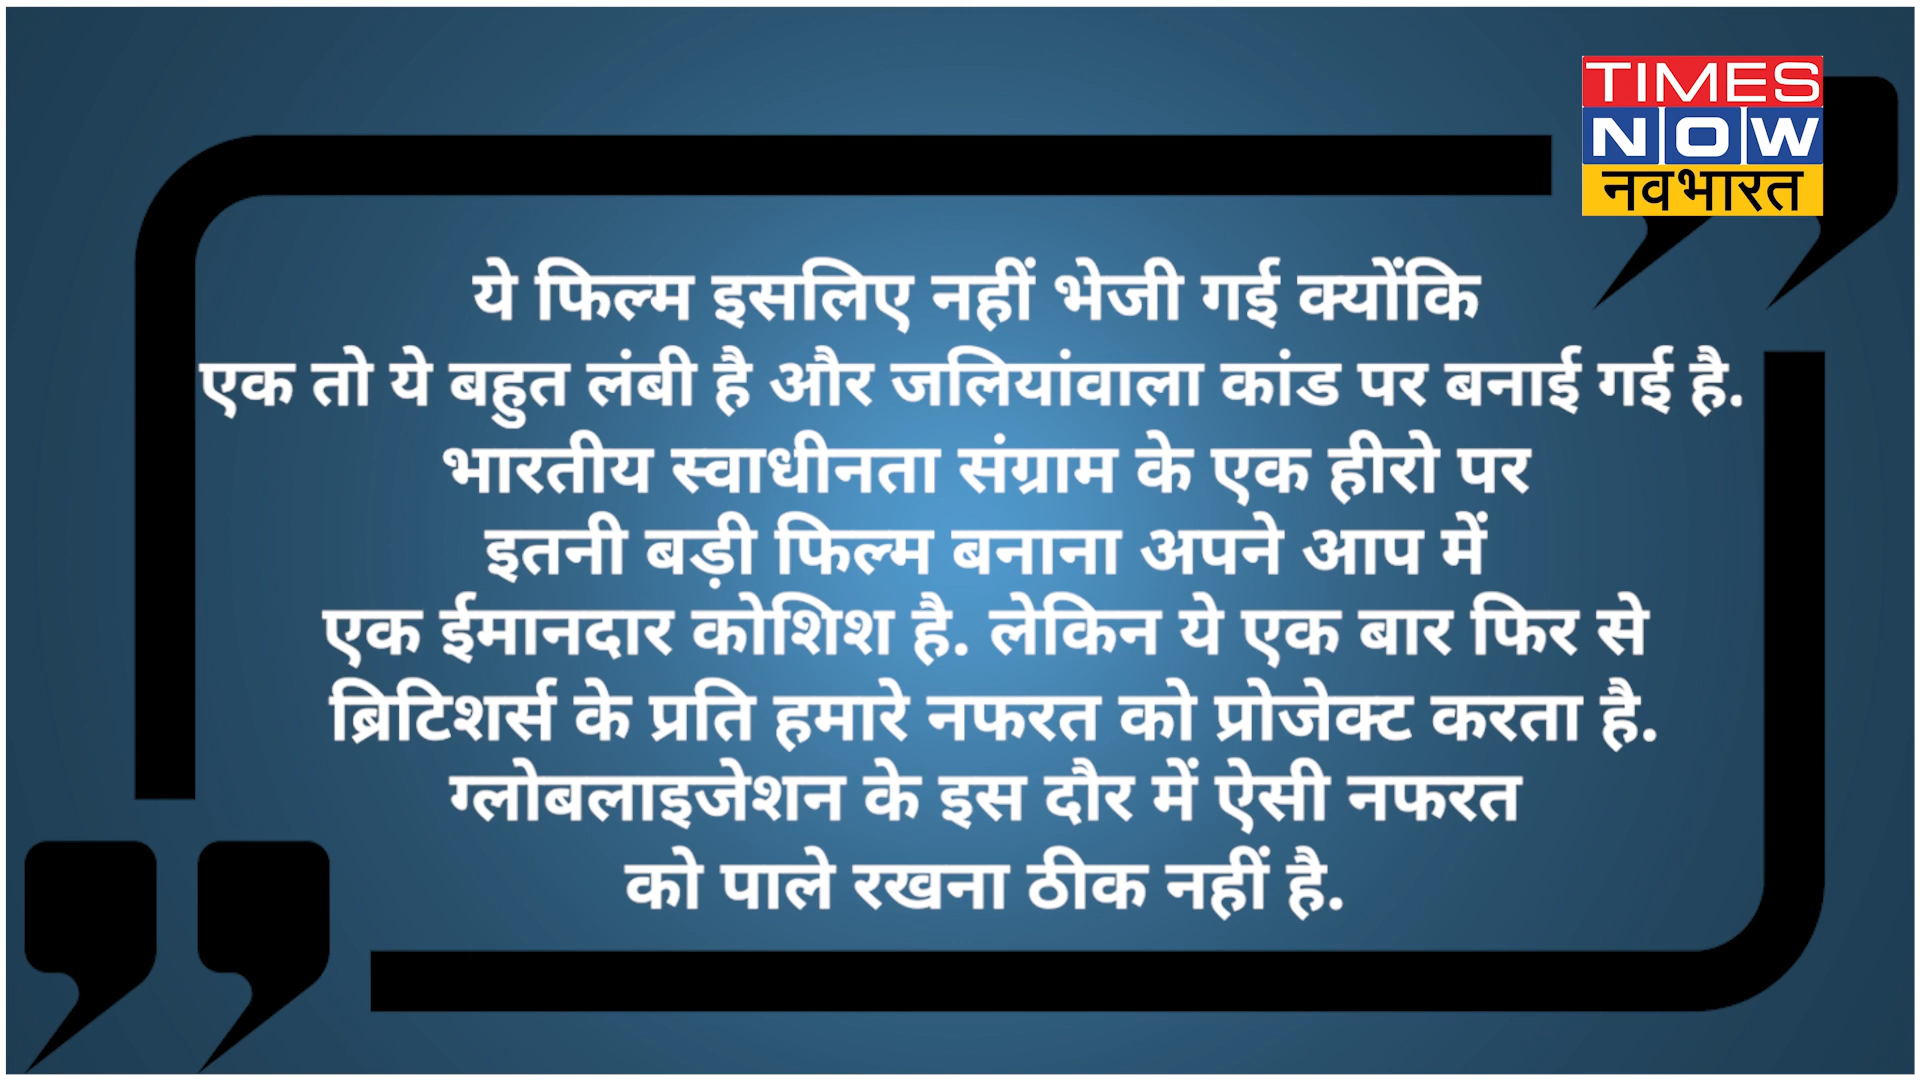 TIMES
NOW
नवभारत
ये फिल्म इसलिए नहीं भेजी गई क्योंकि
एक तो ये बहुत लंबी है और जलियांवाला कांड पर बनाई गई है.
भारतीय स्वाधीनता संग्राम के एक हीरो पर
इतनी बड़ी फिल्म बनाना अपने आप में
एक ईमानदार कोशिश है. लेकिन ये एक बार फिर से
ब्रिटिशर्स के प्रति हमारे नफरत को प्रोजेक्ट करता है.
ग्लोबलाइजेशन के इस दौर में ऐसी नफरत
को पाले रखना ठीक नहीं है.